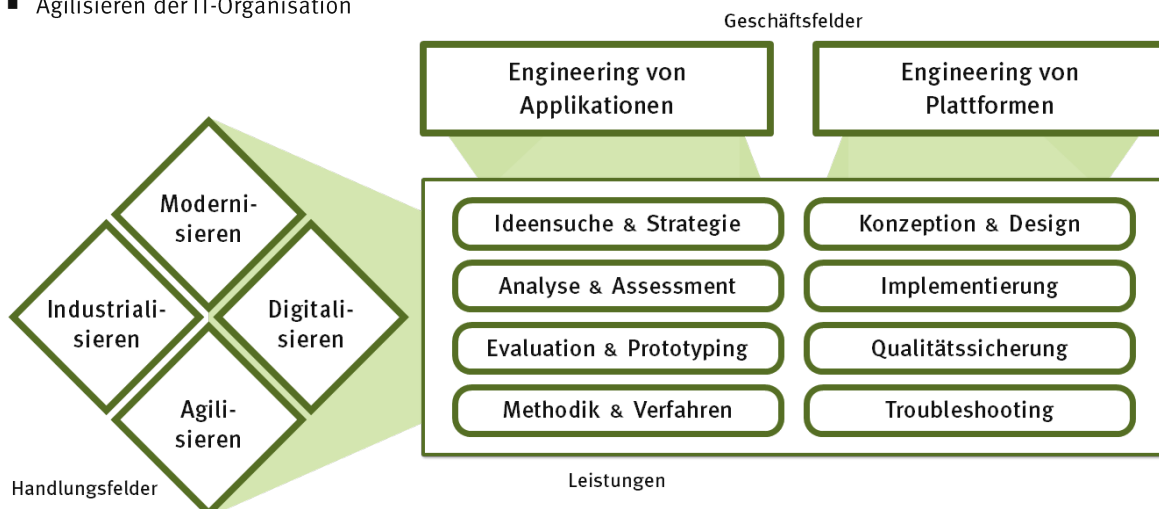 ▪ Agilisieren der IT-Organisation
Geschäftsfelder
Engineering von
Applikationen
Engineering von
Plattformen
Moderni-
sieren
Industriali-
sieren
Digitali-
sieren
Agili-
sieren
Handlungsfelder
Ideensuche & Strategie
Konzeption & Design
Analyse & Assessment
Implementierung
Evaluation & Prototyping
Qualitätssicherung
Methodik & Verfahren
Troubleshooting
Leistungen